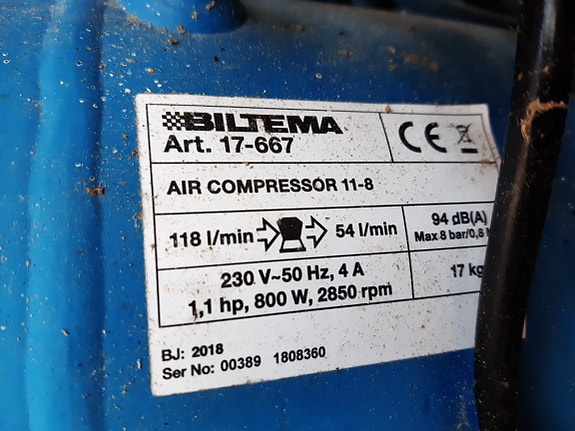 BILTEMA
Art. 17-667
CE
AIR COMPRESSOR 11-8
118 l/min 54 l/min
94 dB(A)
Max 8 bar/0,8
230 V~50 Hz, 4 A
1,1 hp, 800 W, 2850 rpm
17 kg
BJ: 2018
Ser No: 00389 1808360